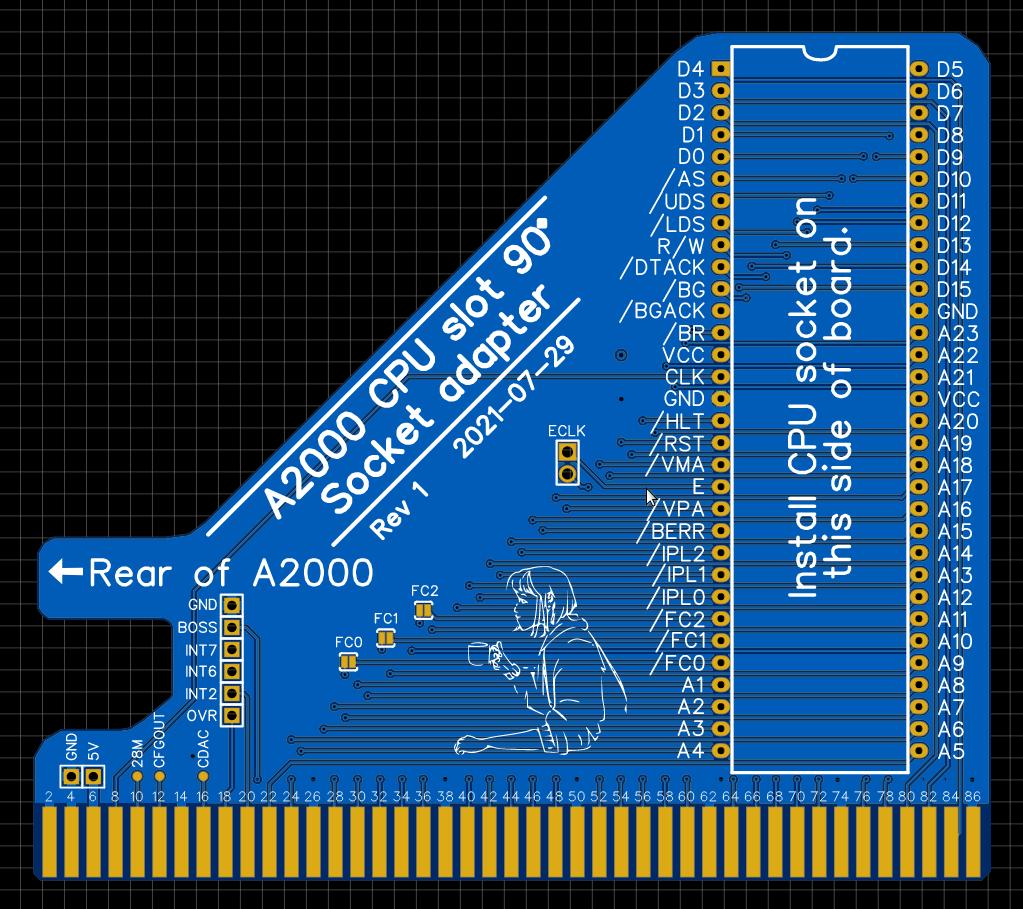 A2000 CPU slot 90°
Socket adapter
Rev 1 2021-07-29
← Rear of A2000
Install CPU socket on
this side of board.
D4 D5
D3 D6
D2 D7
D1 D8
D0 D9
/AS D10
/UDS D11
/LDS D12
R/W D13
/DTACK D14
/BG D15
/BGACK GND
/BR A23
VCC A22
CLK A21
GND VCC
/HLT A20
/RST A19
/VMA A18
E A17
/VPA A16
/BERR A15
/IPL2 A14
/IPL1 A13
/IPL0 A12
/FC2 A11
/FC1 A10
/FC0 A9
A1 A8
A2 A7
A3 A6
A4 A5
ECLK
FC2
FC1
FC0
GND
BOSS
INT7
INT6
INT2
OVR
GND
5V
28M
CFGOUT
CDAC
2 4 6 8 10 12 14 16 18 20 22 24 26 28 30 32 34 36 38 40 42 44 46 48 50 52 54 56 58 60 62 64 66 68 70 72 74 76 78 80 82 84 86